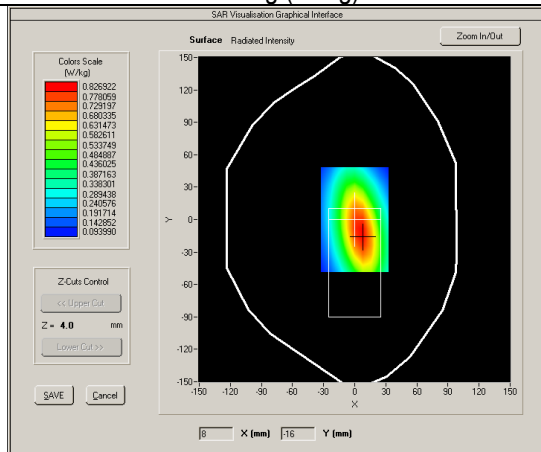 SAR Visualisation Graphical Interface
Surface Radiated Intensity
Zoom In/Out
Colors Scale
(W/kg)
0.826922
0.778059
0.729197
0.680335
0.631473
0.582611
0.533749
0.484887
0.436025
0.387163
0.338301
0.289438
0.240576
0.191714
0.142852
0.093990
Z-Cuts Control
<< Upper Cut
Z = 4.0 mm
Lower Cut >>
SAVE Cancel
150
120
90
60
30
0
-30
-60
-90
-120
-150
Y
-150 -120 -90 -60 -30 0 30 60 90 120 150
X
8 X (mm) -16 Y (mm)